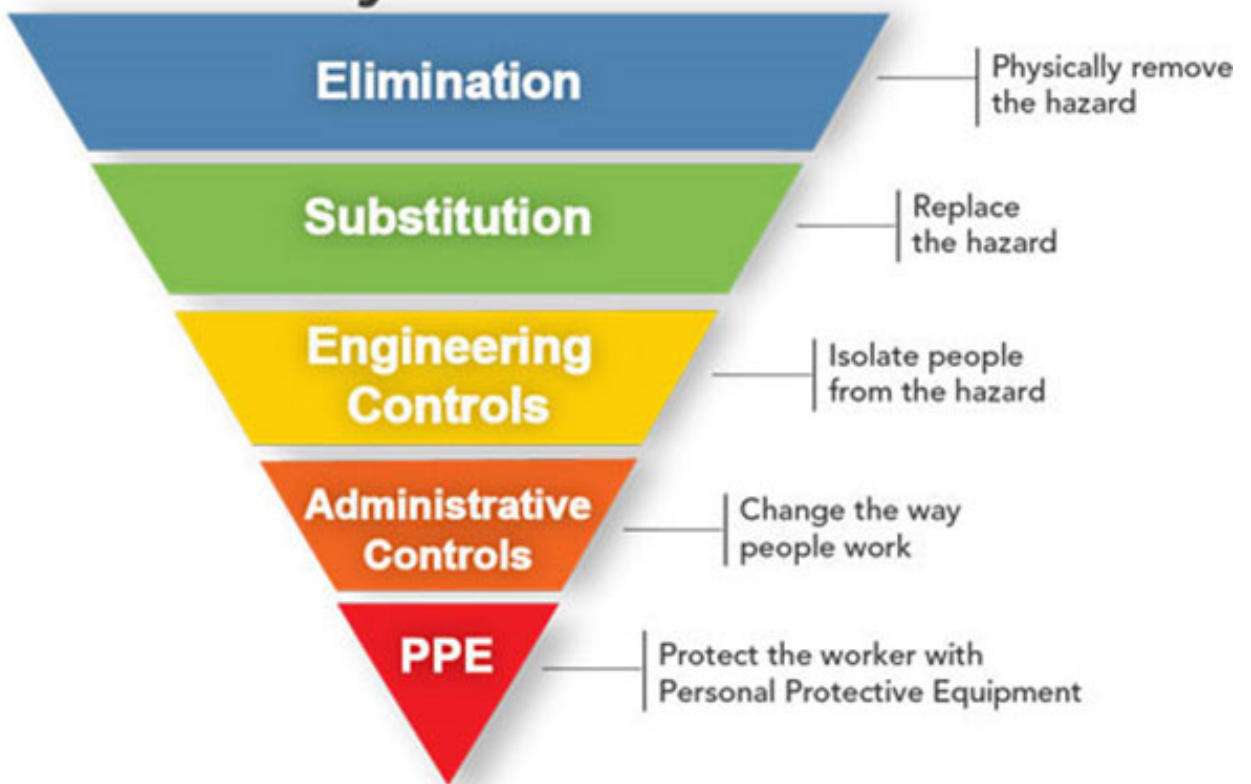 Elimination
Physically remove
the hazard
Substitution
Replace
the hazard
Engineering
Controls
Isolate people
from the hazard
Administrative
Controls
Change the way
people work
PPE
Protect the worker with
Personal Protective Equipment